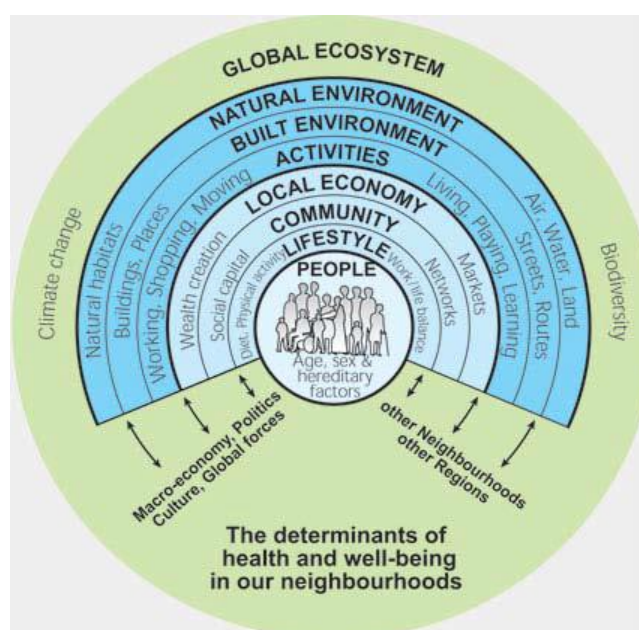 GLOBAL ECOSYSTEM
NATURAL ENVIRONMENT
BUILT ENVIRONMENT
ACTIVITIES
LOCAL ECONOMY
COMMUNITY
LIFESTYLE
PEOPLE
Age, sex &
hereditary
factors
Climate change
Natural habitats
Buildings, Places
Working, Shopping, Moving
Wealth creation
Social capital
Diet, Physical activity
Work/life balance
Networks
Markets
Living, Playing, Learning
Streets, Routes
Air, Water, Land
Biodiversity
Macro-economy, Politics
Culture, Global forces
other Neighbourhoods
other Regions
The determinants of
health and well-being
in our neighbourhoods